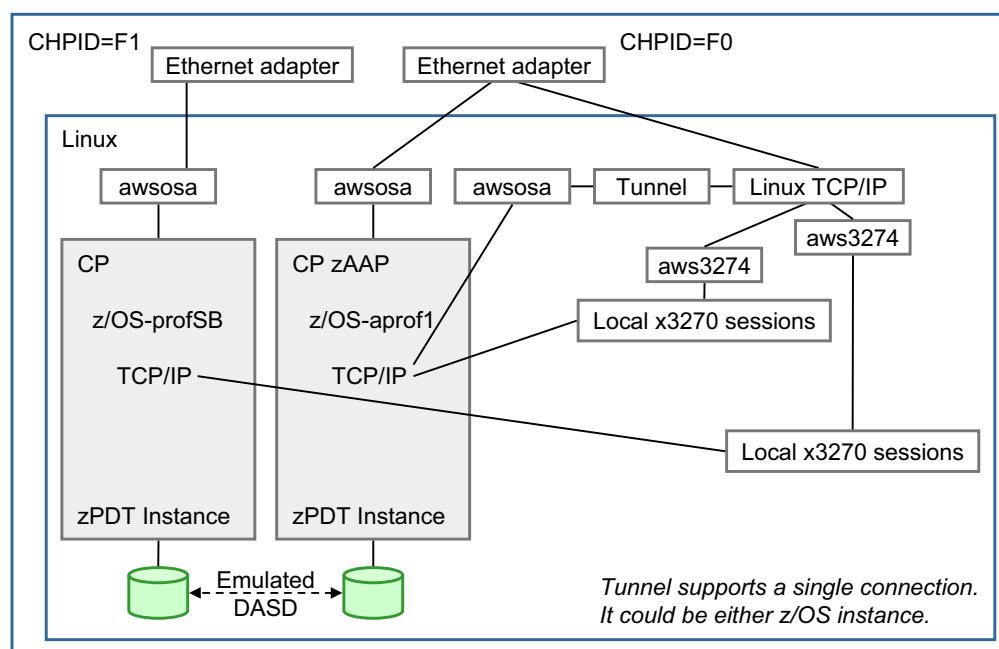 CHPID=F1
CHPID=F0
Ethernet adapter
Ethernet adapter
Linux
awsosa
awsosa
awsosa
Tunnel
Linux TCP/IP
aws3274
aws3274
CP
CP zAAP
z/OS-profSB
z/OS-aprof1
Local x3270 sessions
TCP/IP
TCP/IP
Local x3270 sessions
zPDT Instance
zPDT Instance
Emulated
DASD
Tunnel supports a single connection.
It could be either z/OS instance.